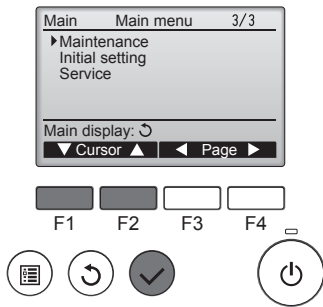 Main Main menu 3/3
Maintenance
Initial setting
Service
Main display:
Cursor Page
F1 F2 F3 F4